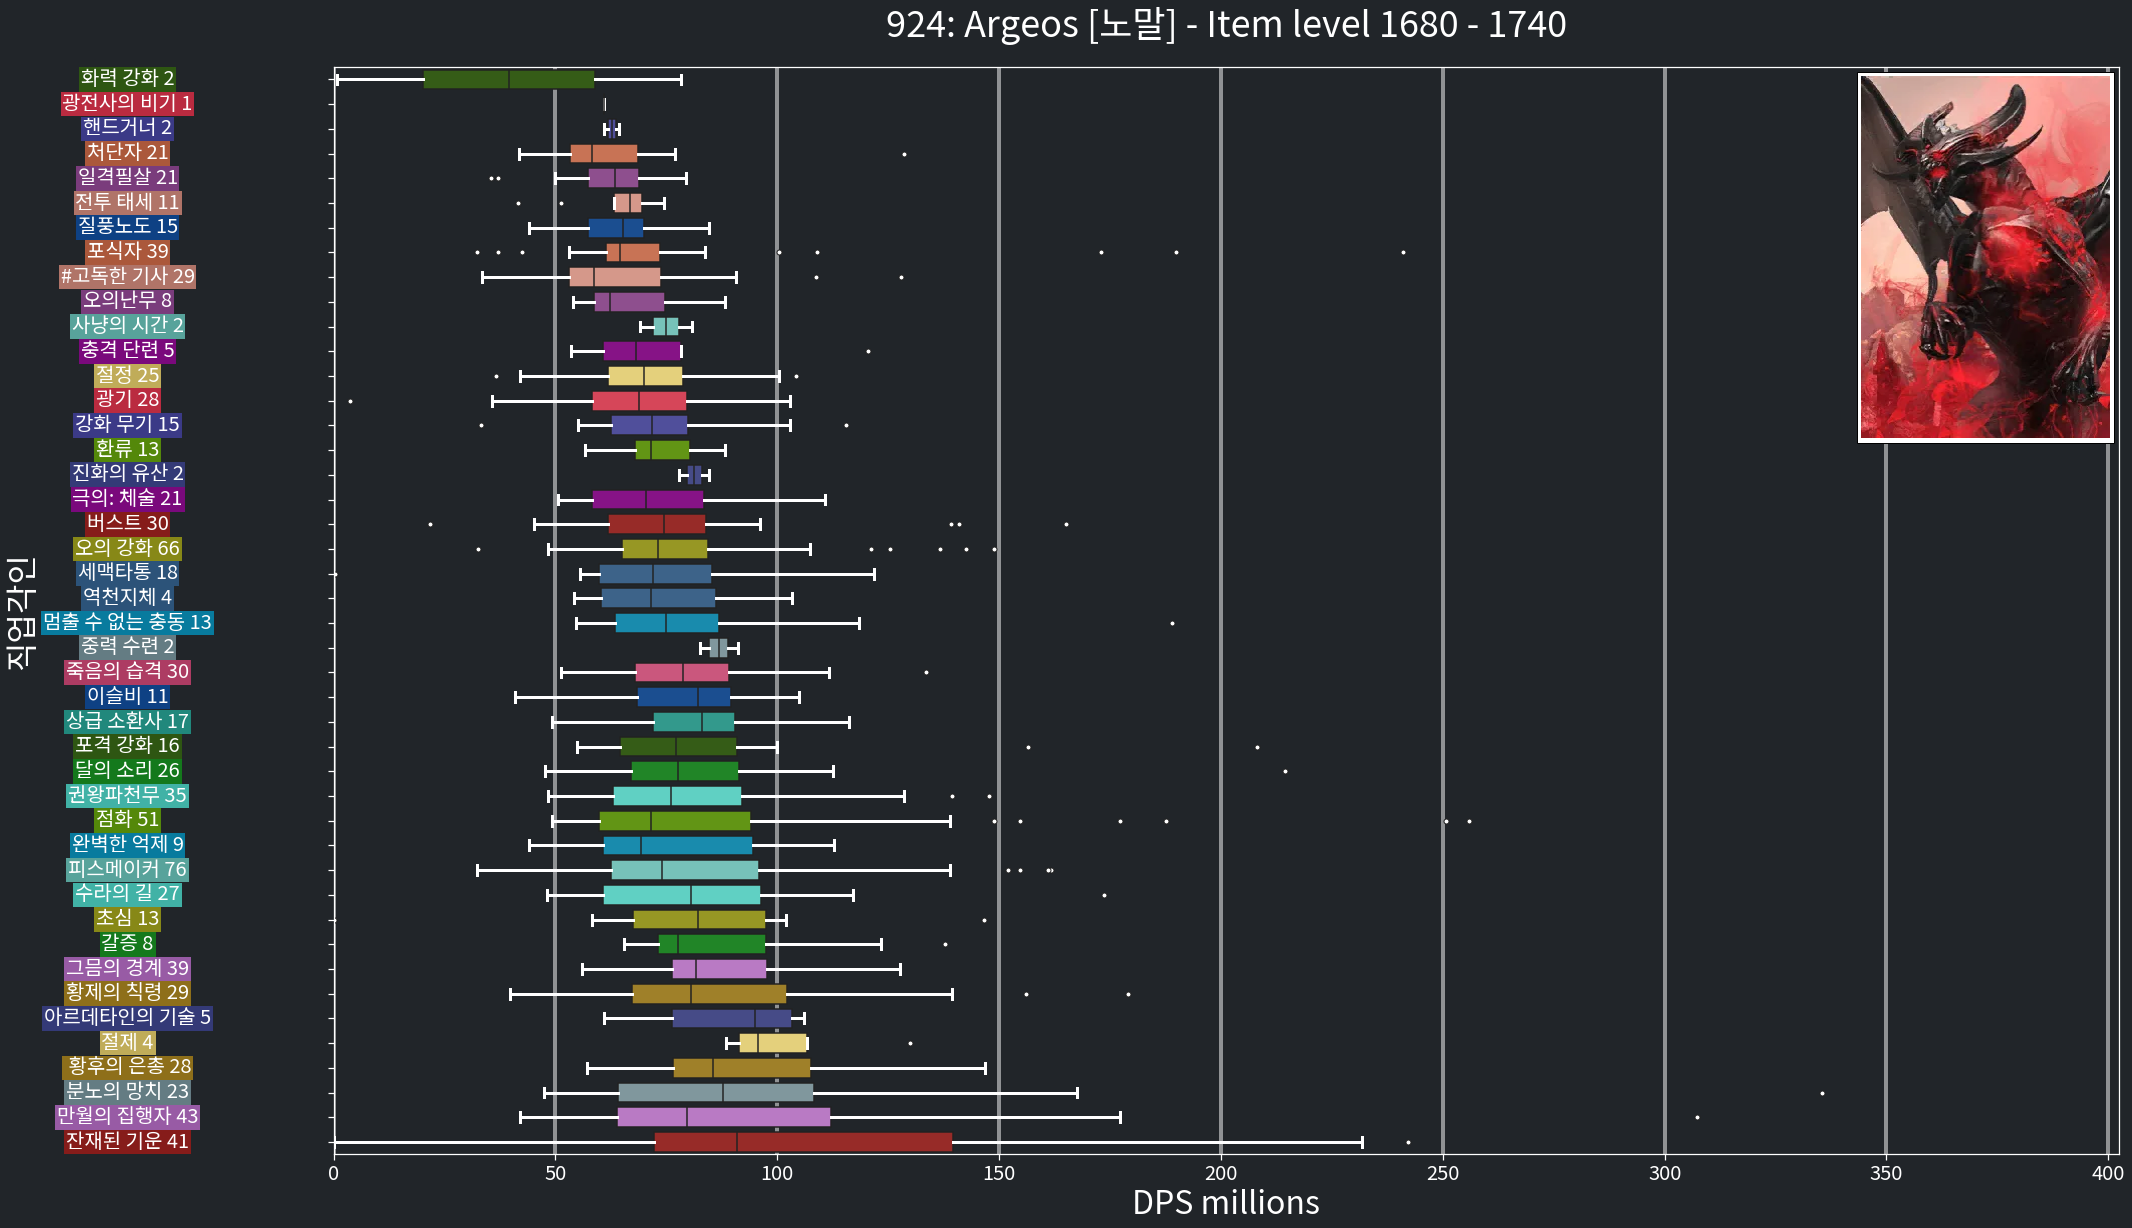 924: Argeos [노말] - Item level 1680 - 1740
직업각인
화력 강화 2
광전사의 비기 1
핸드거너 2
처단자 21
일격필살 21
전투 태세 11
질풍노도 15
포식자 39
#고독한 기사 29
오의난무 8
사냥의 시간 2
충격 단련 5
절정 25
광기 28
강화 무기 15
환류 13
진화의 유산 2
극의: 체술 21
버스트 30
오의 강화 66
세맥타통 18
역천지체 4
멈출 수 없는 충동 13
중력 수련 2
죽음의 습격 30
이슬비 11
상급 소환사 17
포격 강화 16
달의 소리 26
권왕파천무 35
점화 51
완벽한 억제 9
피스메이커 76
수라의 길 27
초심 13
갈증 8
그믐의 경계 39
황제의 칙령 29
아르데타인의 기술 5
절제 4
황후의 은총 28
분노의 망치 23
만월의 집행자 43
잔재된 기운 41
0 50 100 150 200 250 300 350 400
DPS millions